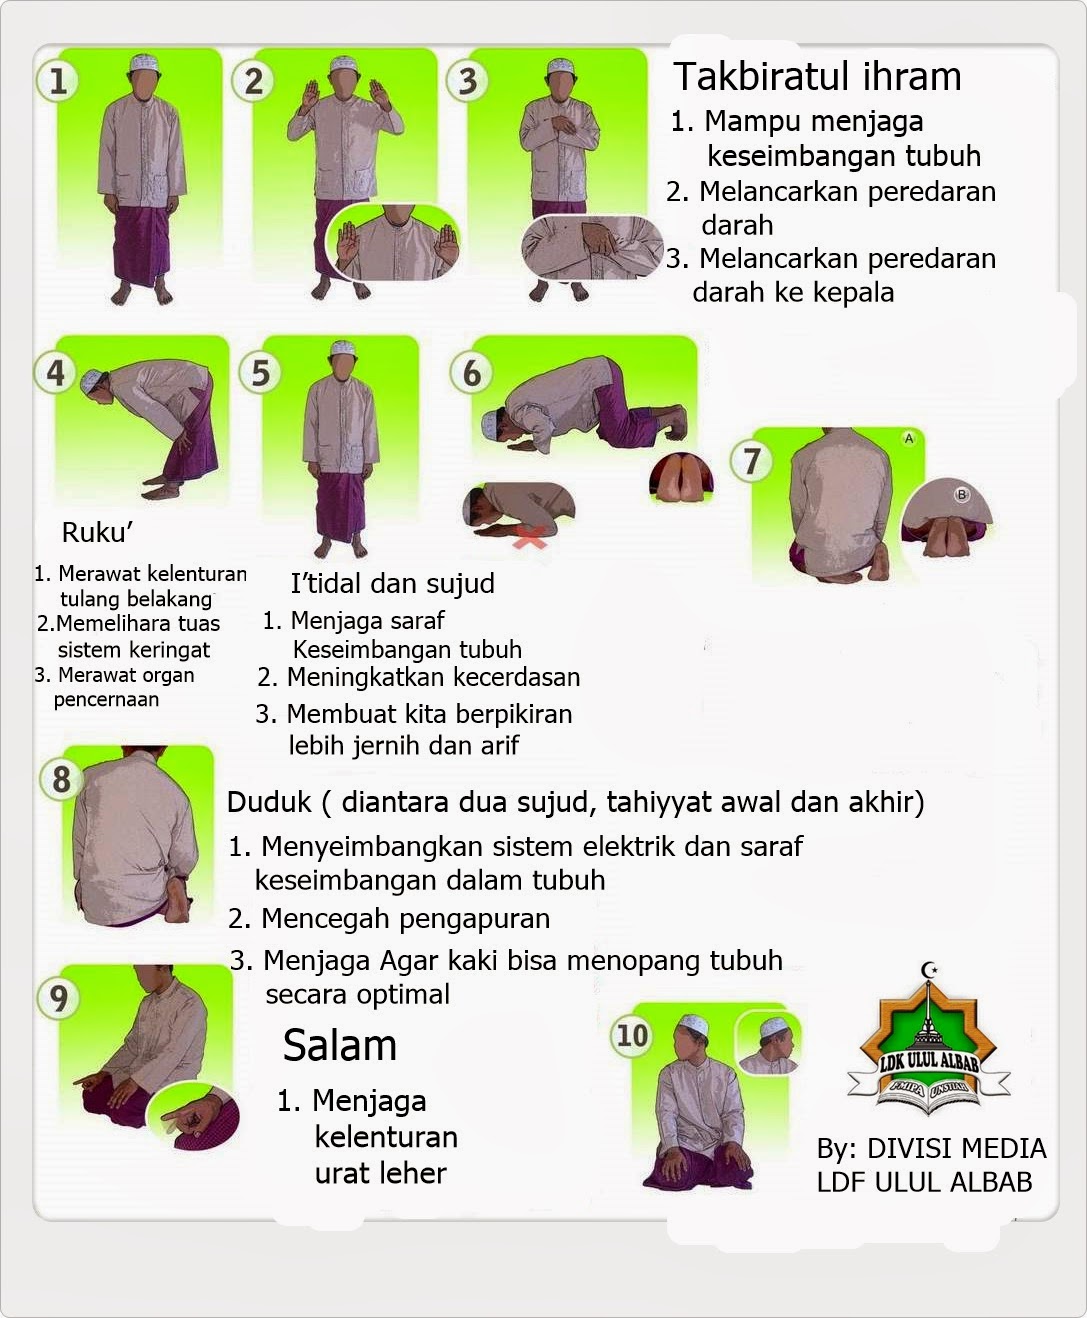 1
2
3
Takbiratul ihram
1. Mampu menjaga
keseimbangan tubuh
2. Melancarkan peredaran
darah
3. Melancarkan peredaran
darah ke kepala
4
5
6
7
A
B
Ruku’
1. Merawat kelenturan
tulang belakang
2.Memelihara tuas
sistem keringat
3. Merawat organ
pencernaan
I’tidal dan sujud
1. Menjaga saraf
Keseimbangan tubuh
2. Meningkatkan kecerdasan
3. Membuat kita berpikiran
lebih jernih dan arif
8
Duduk ( diantara dua sujud, tahiyyat awal dan akhir)
1. Menyeimbangkan sistem elektrik dan saraf
keseimbangan dalam tubuh
2. Mencegah pengapuran
3. Menjaga Agar kaki bisa menopang tubuh
secara optimal
9
Salam
1. Menjaga
kelenturan
urat leher
10
LDK ULUL ALBAB
FMIPA UNSYIAH
By: DIVISI MEDIA
LDF ULUL ALBAB